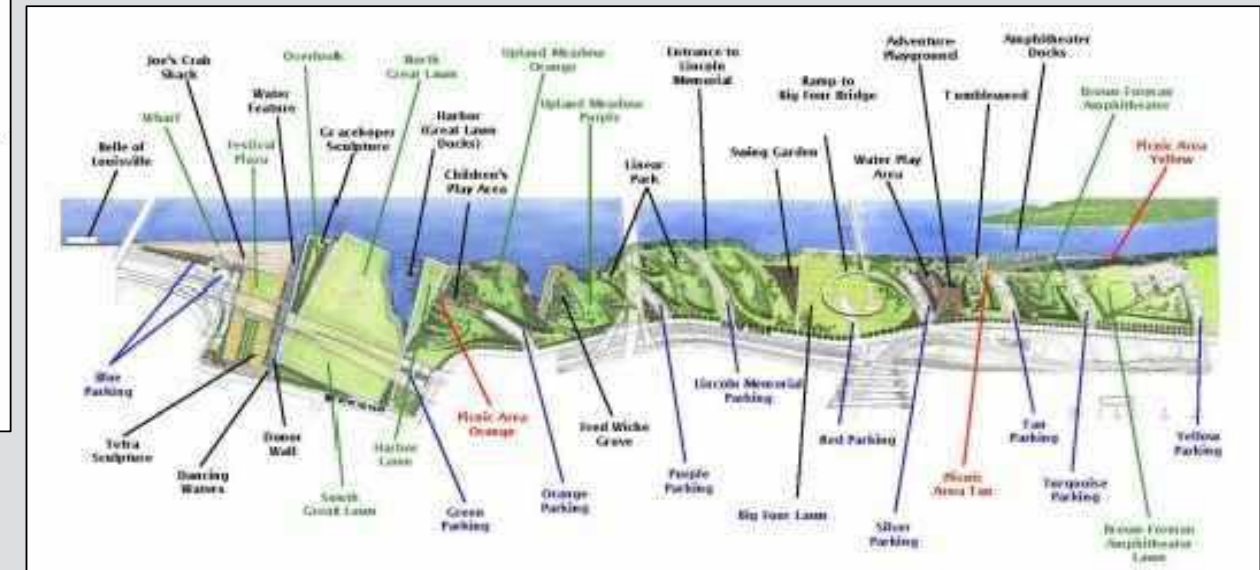 Joe's Crab
Shack
Overlook
North
Great Lawn
Upland Meadow
Orange
Entrance to
Lincoln
Memorial
Adventure
Playground
Amphitheater
Docks
Water
Feature
Harbor
(Great Lawn
Docks)
Upland Meadow
Purple
Ramp to
Big Four Bridge
Tumbleweed
Brown-Forman
Amphitheater
Wharf
Festival
Plaza
Gracehoper
Sculpture
Belle of
Louisville
Children's
Play Area
Linear
Park
Swing Garden
Water Play
Area
Picnic Area
Yellow
Blue
Parking
Tetra
Sculpture
Dancing
Waters
Donor
Wall
South
Great Lawn
Harbor
Lawn
Green
Parking
Picnic Area
Orange
Orange
Parking
Grove
Purple
Parking
Lincoln Memorial
Parking
Big Four Lawn
Red Parking
Silver
Parking
Picnic
Area Tan
Tan
Parking
Turquoise
Parking
Brown-Forman
Amphitheater
Lawn
Yellow
Parking